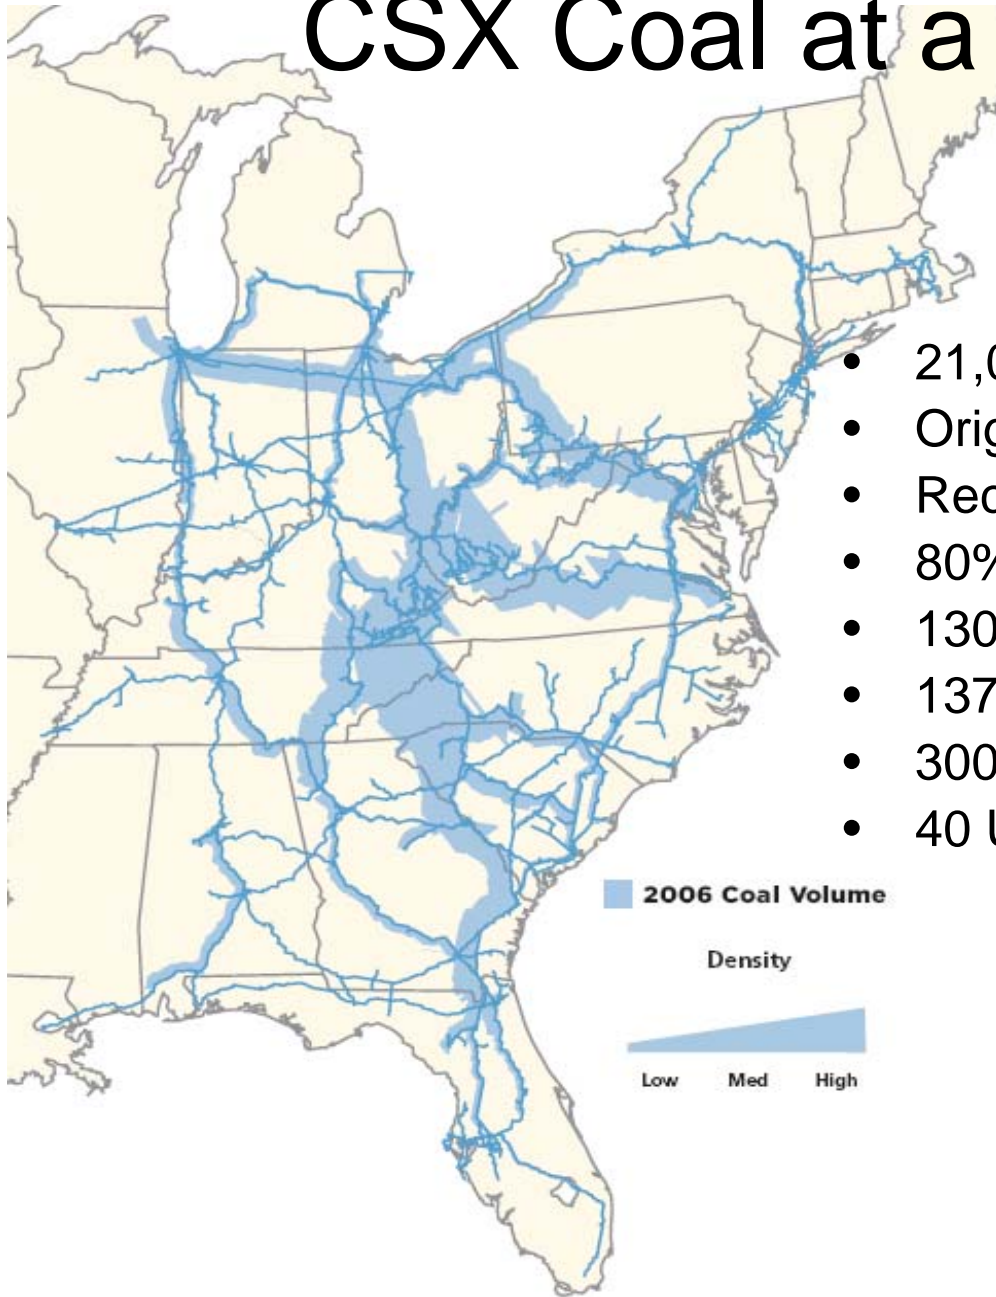 CSX Coal at a
• 21,0
• Orig
• Rec
• 80%
• 130
• 137
• 300
• 40 U
2006 Coal Volume
Density
Low Med High